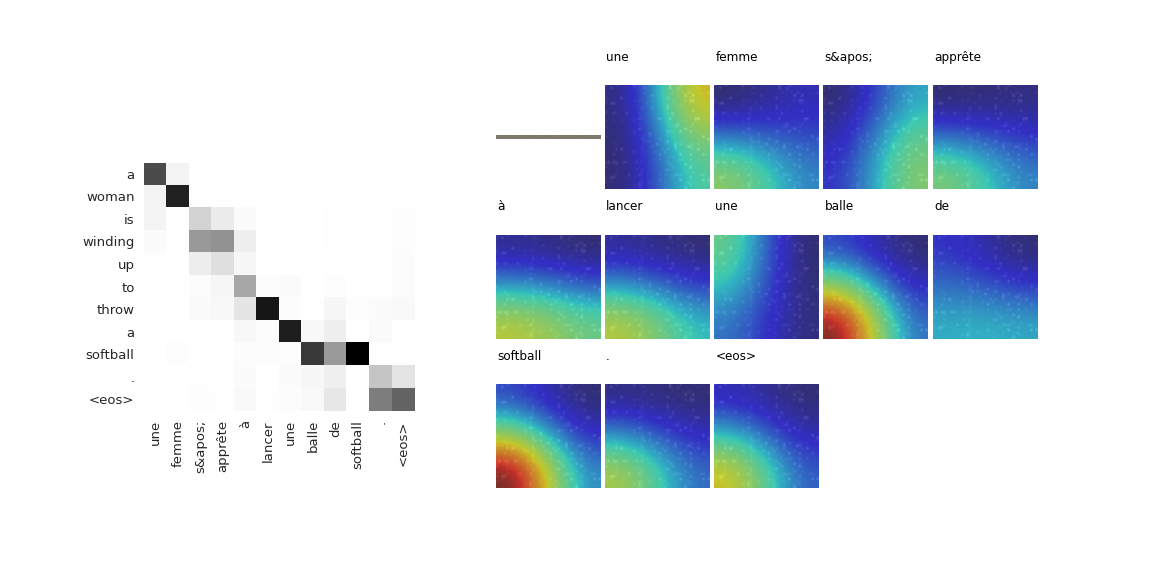 a
woman
is
winding
up
to
throw
a
softball
.
<eos>
une
femme
s&apos;
apprête
à
lancer
une
balle
de
softball
.
<eos>
une femme s&apos; apprête
à lancer une balle de
softball . <eos>